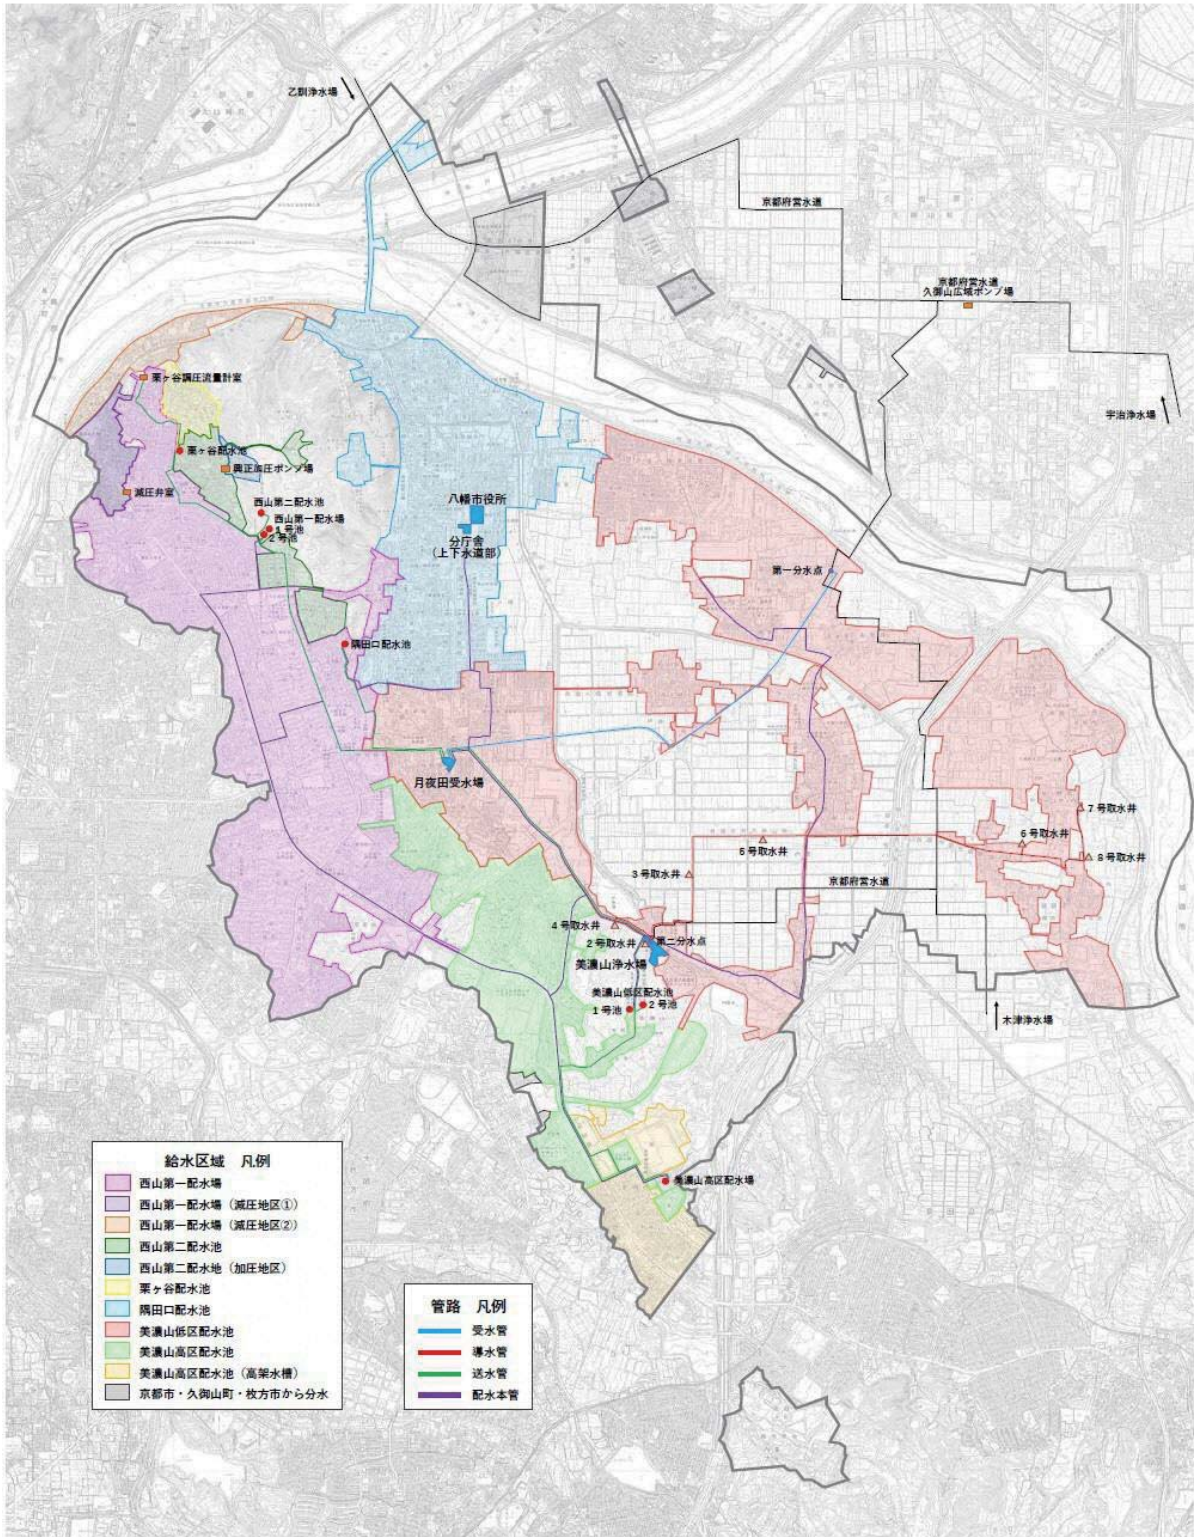 乙訓浄水場
京都府営水道
京都府営水道
久御山広域ポンプ場
宇治浄水場
栗ヶ谷調圧流量計室
栗ヶ谷配水池
興正加圧ポンプ場
減圧弁室
西山第二配水池
西山第一配水場
1号池
2号池
八幡市役所
分庁舎
(上下水道部)
第一分水点
隅田口配水池
月夜田受水場
7号取水井
6号取水井
5号取水井
8号取水井
3号取水井
京都府営水道
4号取水井
2号取水井
第二分水点
美濃山浄水場
美濃山低区配水池
1号池
2号池
木津浄水場
美濃山高区配水場
給水区域 凡例
西山第一配水場
西山第一配水場(減圧地区①)
西山第一配水場(減圧地区②)
西山第二配水池
西山第二配水地(加圧地区)
栗ヶ谷配水池
隅田口配水池
美濃山低区配水池
美濃山高区配水池
美濃山高区配水池(高架水槽)
京都市・久御山町・枚方市から分水
管路 凡例
受水管
導水管
送水管
配水本管